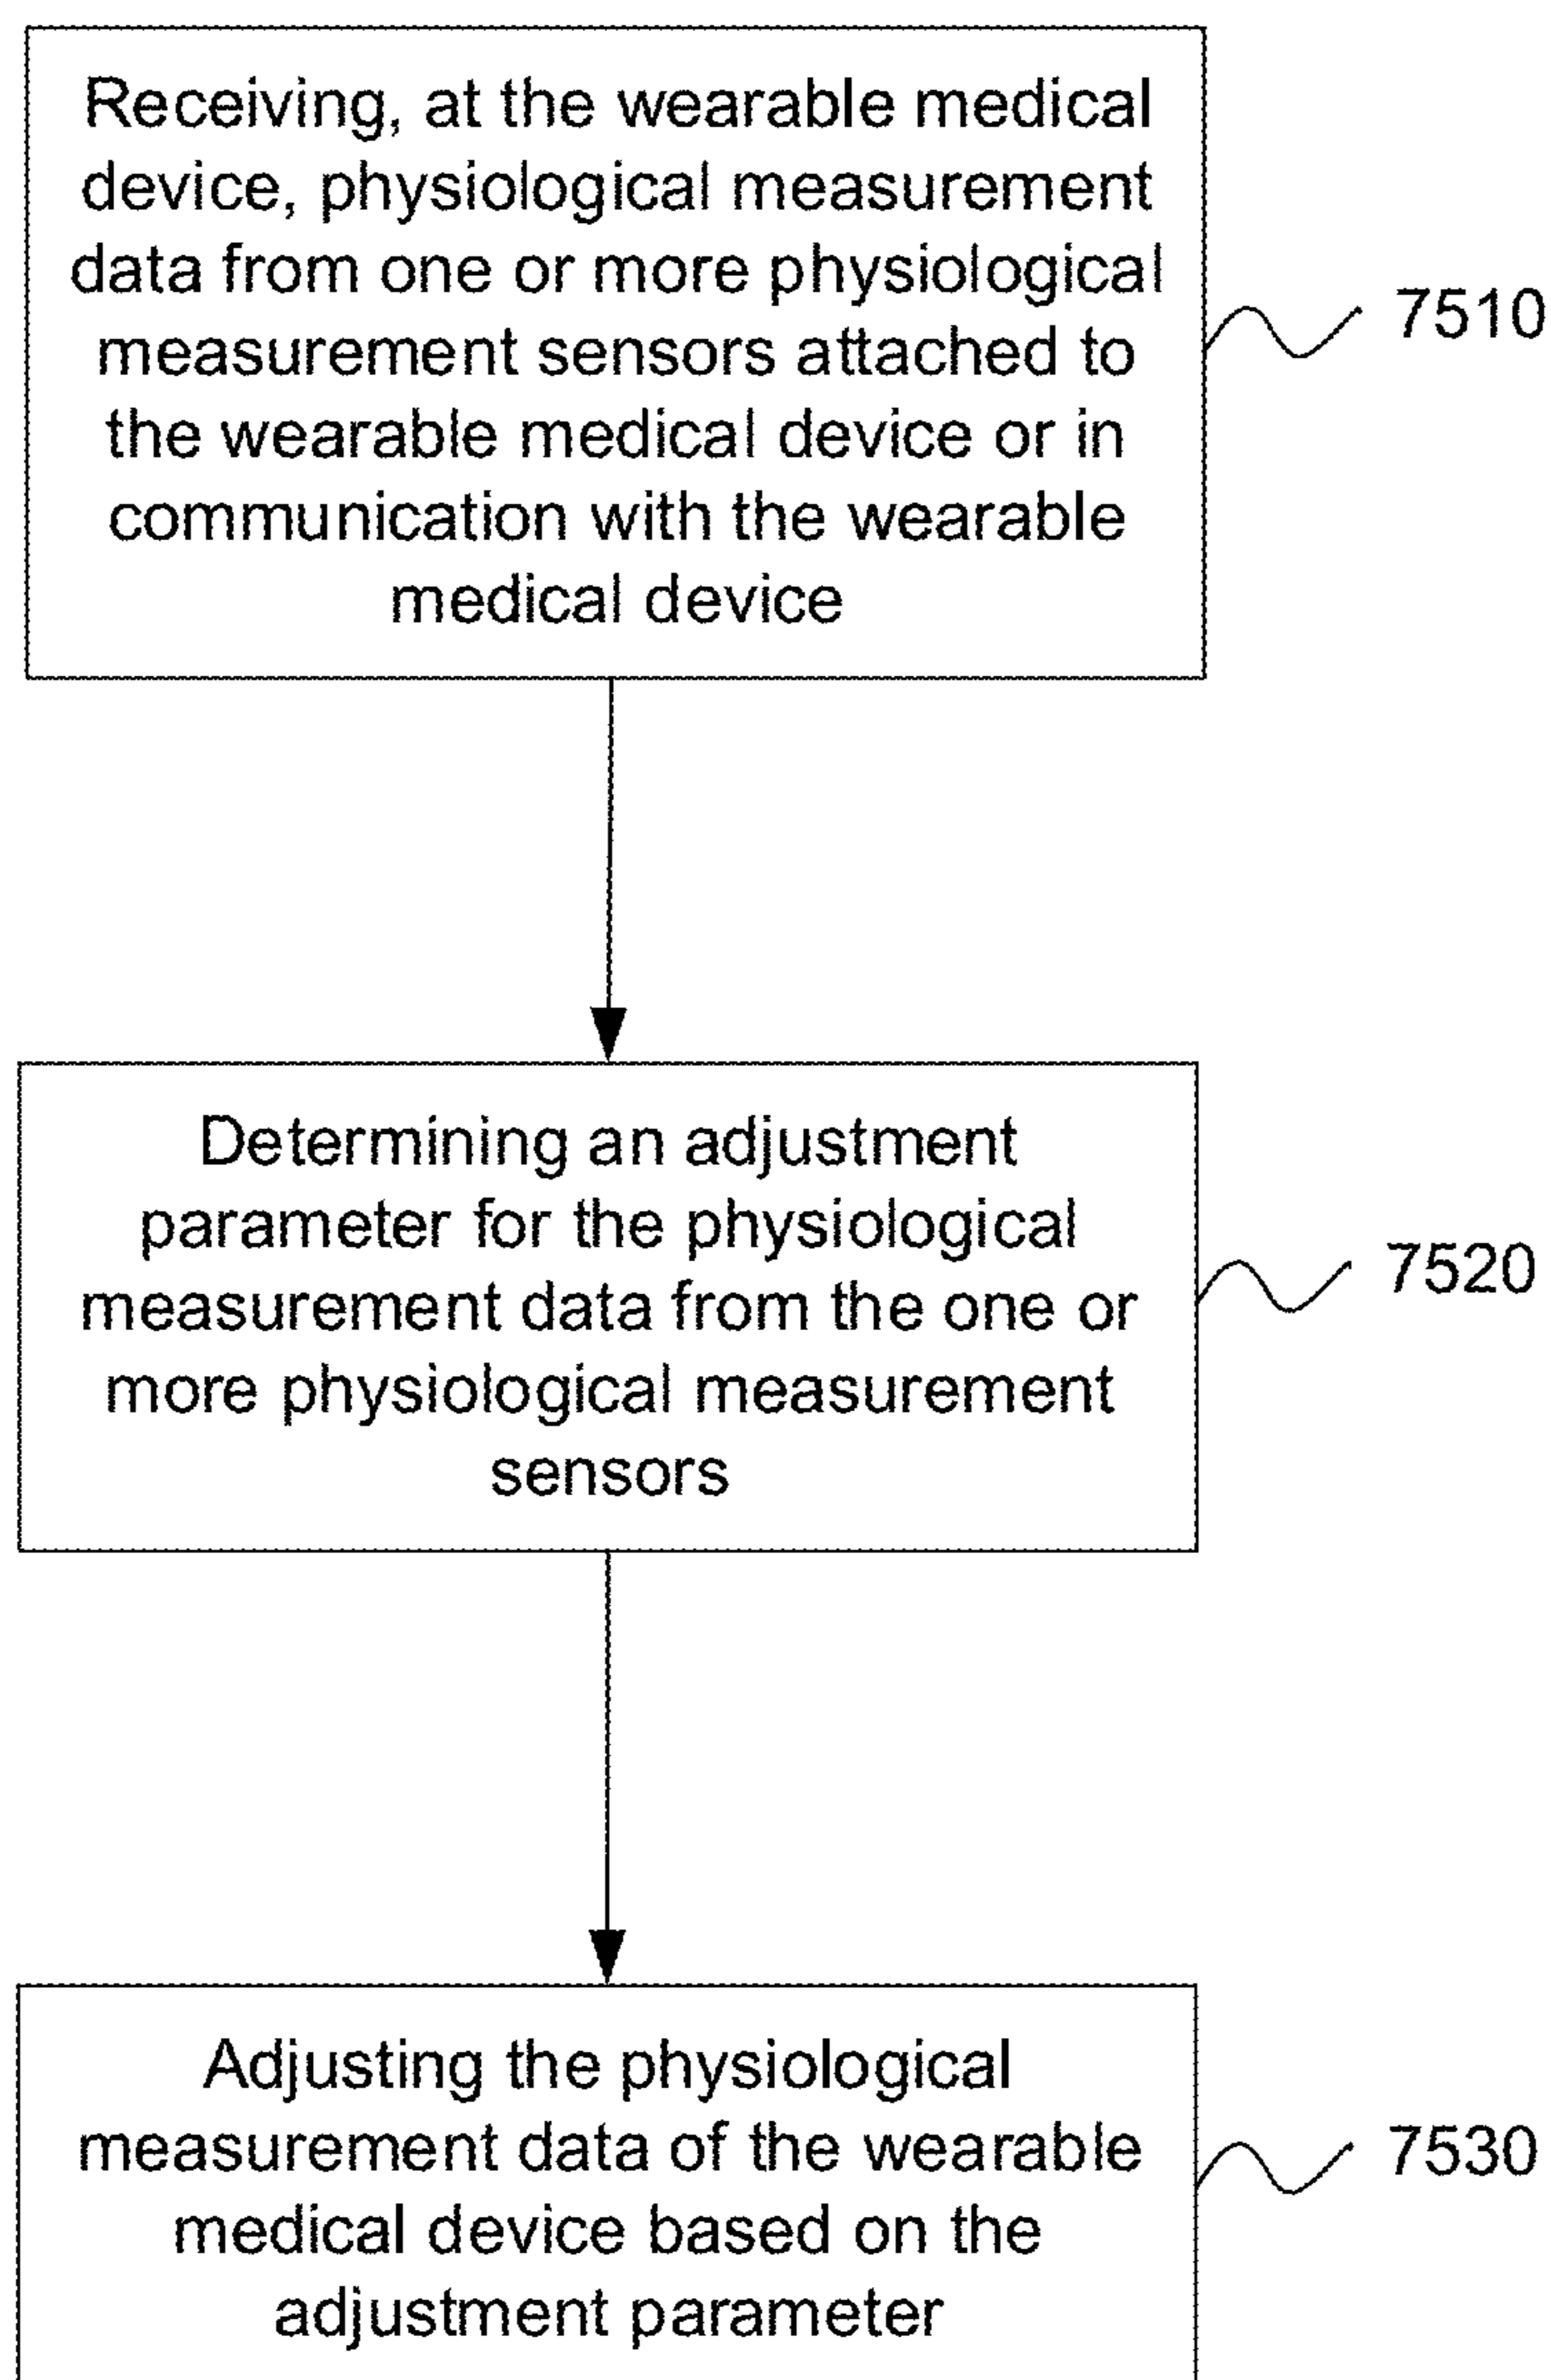 Receiving, at the wearable medical
device, physiological measurement
data from one or more physiological
measurement sensors attached to
the wearable medical device or in
communication with the wearable
medical device
7510
Determining an adjustment
parameter for the physiological
measurement data from the one or
more physiological measurement
sensors
7520
Adjusting the physiological
measurement data of the wearable
medical device based on the
adjustment parameter
7530